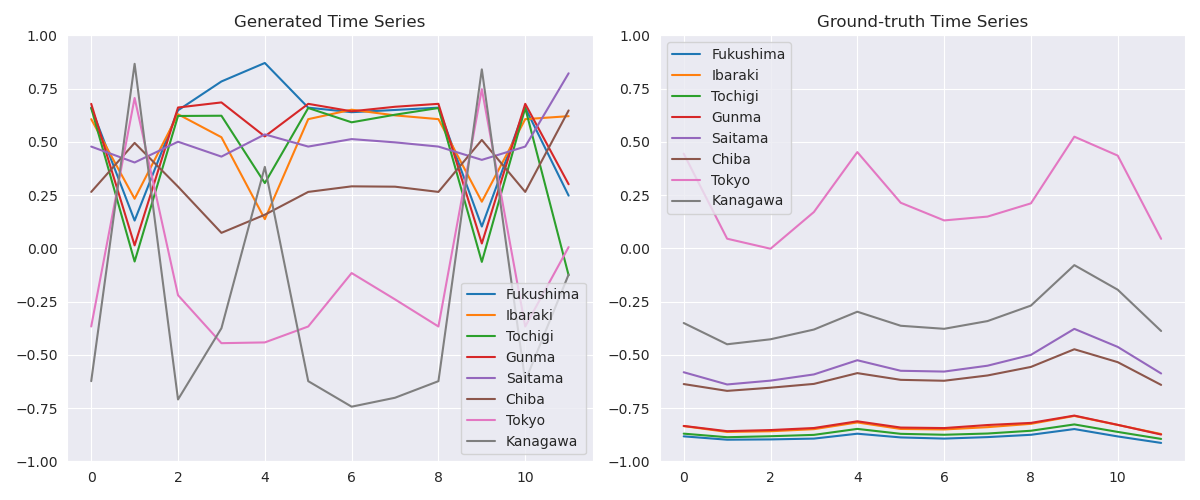 Generated Time Series
1.00
0.75
0.50
0.25
0.00
−0.25
−0.50
−0.75
−1.00
0
2
4
6
8
10
Fukushima
Ibaraki
Tochigi
Gunma
Saitama
Chiba
Tokyo
Kanagawa
Ground-truth Time Series
1.00
0.75
0.50
0.25
0.00
−0.25
−0.50
−0.75
−1.00
0
2
4
6
8
10
Fukushima
Ibaraki
Tochigi
Gunma
Saitama
Chiba
Tokyo
Kanagawa